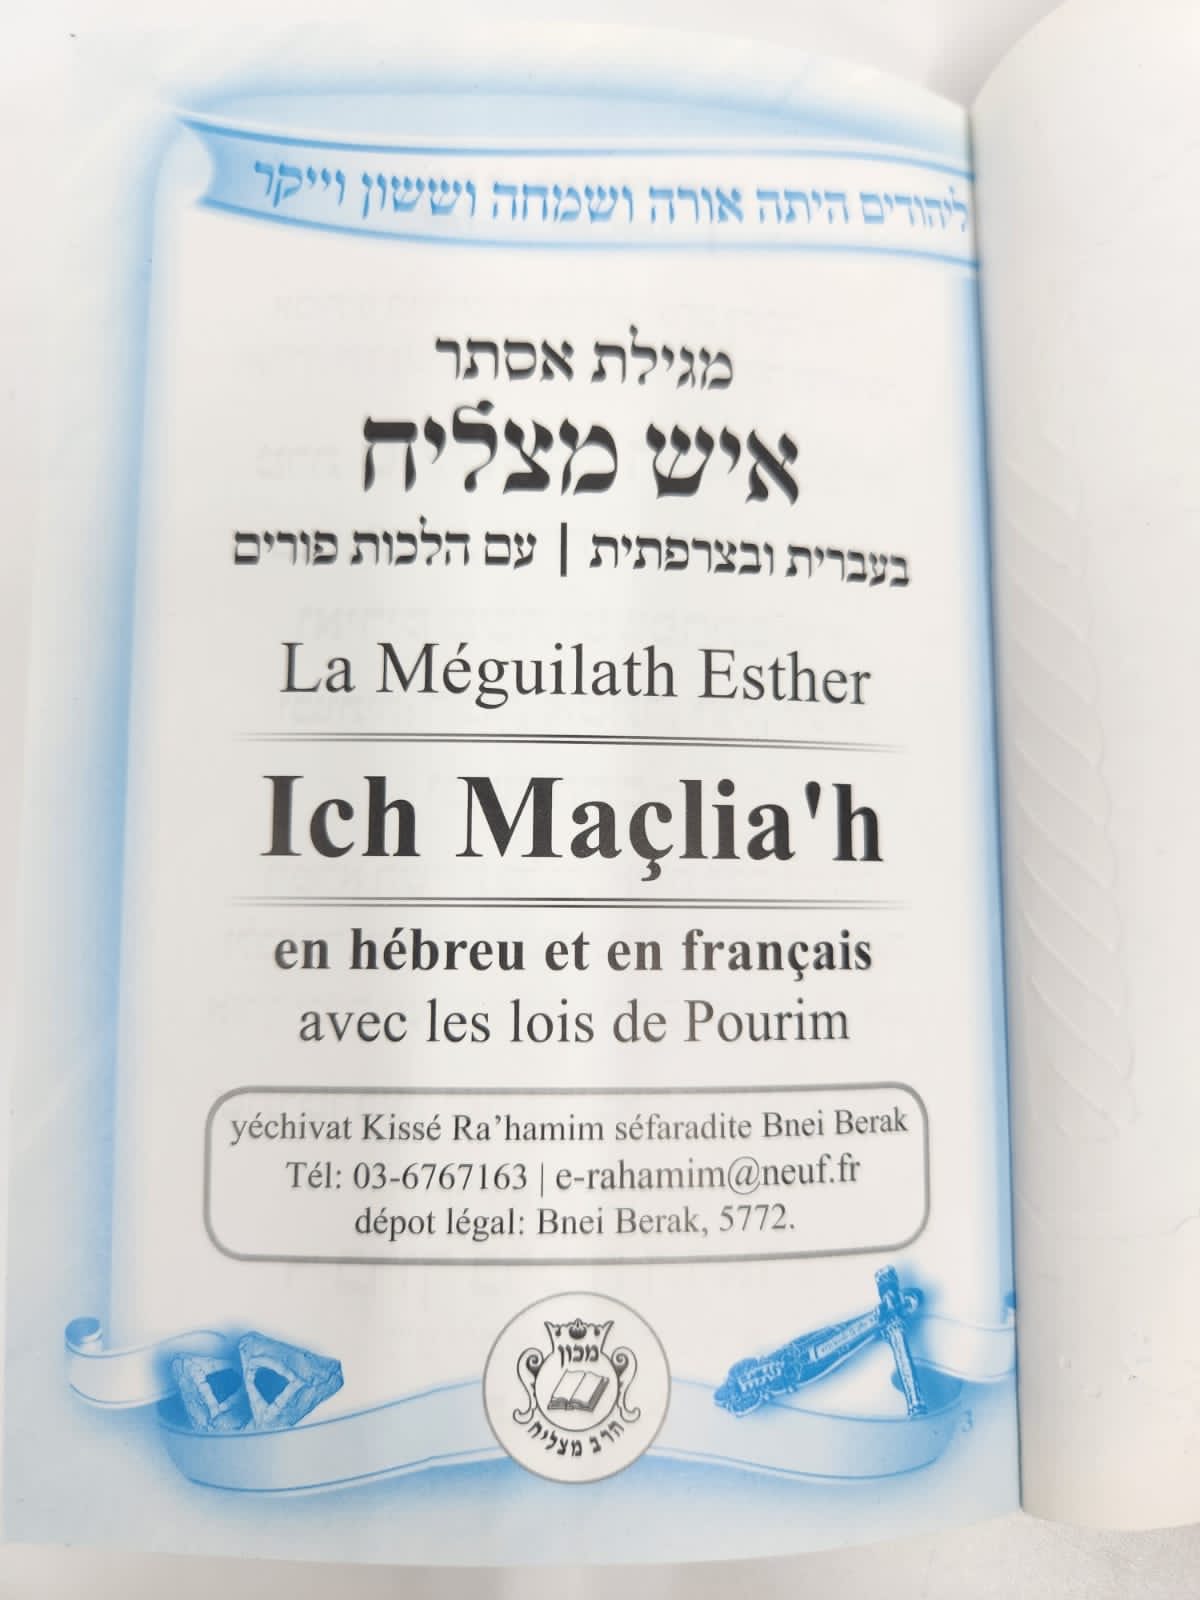 ליהודים היתה אורה ושמחה וששון וייקר
מגילת אסתר
איש מצליח
בעברית ובצרפתית | עם הלכות פורים
La Méguilath Esther
Ich Maçlia'h
en hébreu et en français
avec les lois de Pourim
yéchivat Kissé Ra’hamim séfaradite Bnei Berak
Tél: 03-6767163 | e-rahamim@neuf.fr
dépot légal: Bnei Berak, 5772.
מכון
הרב מצליח
3